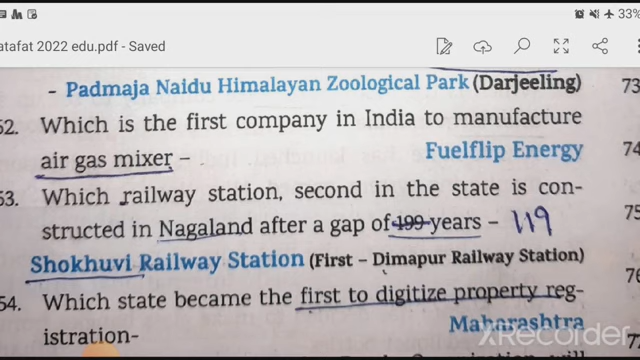 33%
atafat 2022 edu.pdf - Saved
- Padmaja Naidu Himalayan Zoological Park (Darjeeling)
73
52. Which is the first company in India to manufacture
air gas mixer - Fuelflip Energy
74
53. Which railway station, second in the state is con-
structed in Nagaland after a gap of 199 years - 119
75
Shokhuvi Railway Station (First - Dimapur Railway Station)
76
54. Which state became the first to digitize property reg-
istration- Maharashtra
XRecorder